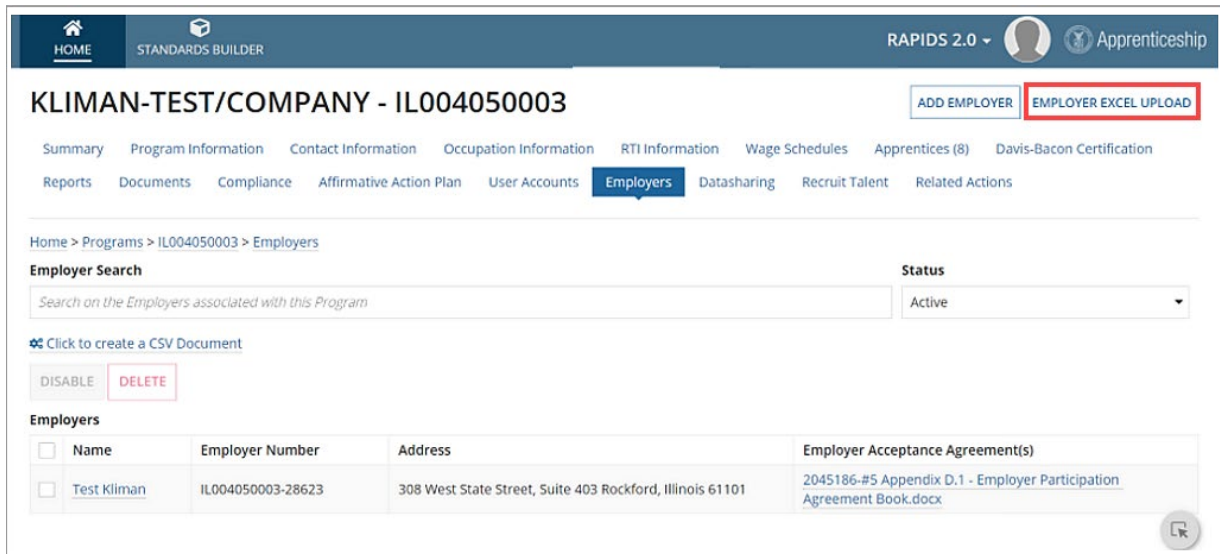 HOME STANDARDS BUILDER RAPIDS 2.0 Apprenticeship
KLIMAN-TEST/COMPANY - IL004050003 ADD EMPLOYER EMPLOYER EXCEL UPLOAD
Summary Program Information Contact Information Occupation Information RTI Information Wage Schedules Apprentices (8) Davis-Bacon Certification
Reports Documents Compliance Affirmative Action Plan User Accounts Employers Datasharing Recruit Talent Related Actions
Home > Programs > IL004050003 > Employers
Employer Search Status
Search on the Employers associated with this Program Active
Click to create a CSV Document
DISABLE DELETE
Employers
Name Employer Number Address Employer Acceptance Agreement(s)
Test Kliman IL004050003-28623 308 West State Street, Suite 403 Rockford, Illinois 61101 2045186-#5 Appendix D.1 - Employer Participation
Agreement Book.docx